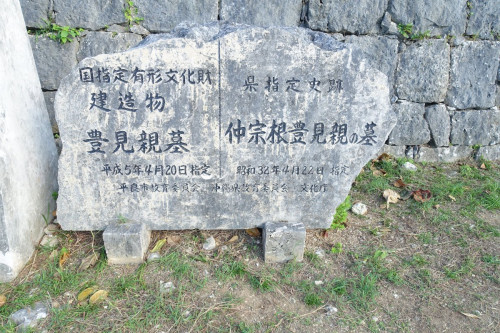 国指定有形文化財
建造物
豊見親墓
平成5年4月20日指定
県指定史跡
仲宗根豊見親の墓
昭和32年4月22日 指定
平良市教育委員会 沖縄県教育委員会 文化庁